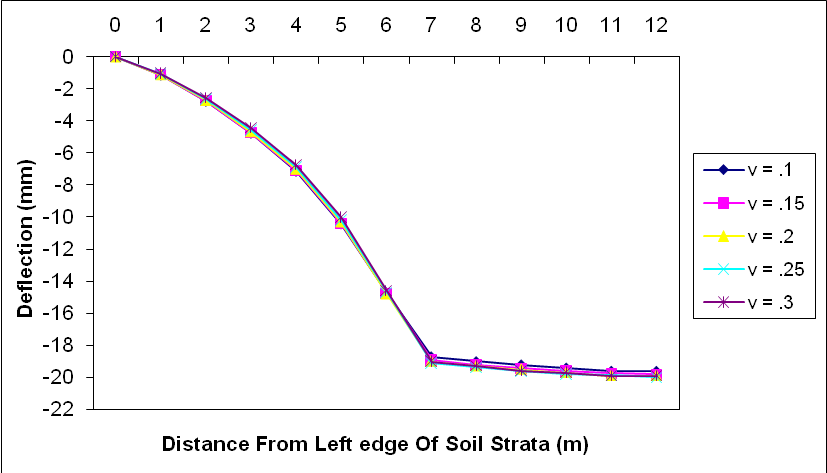 0 1 2 3 4 5 6 7 8 9 10 11 12
0
-2
-4
-6
-8
-10
-12
-14
-16
-18
-20
-22
Deflection (mm)
Distance From Left edge Of Soil Strata (m)
v = .1
v = .15
v = .2
v = .25
v = .3